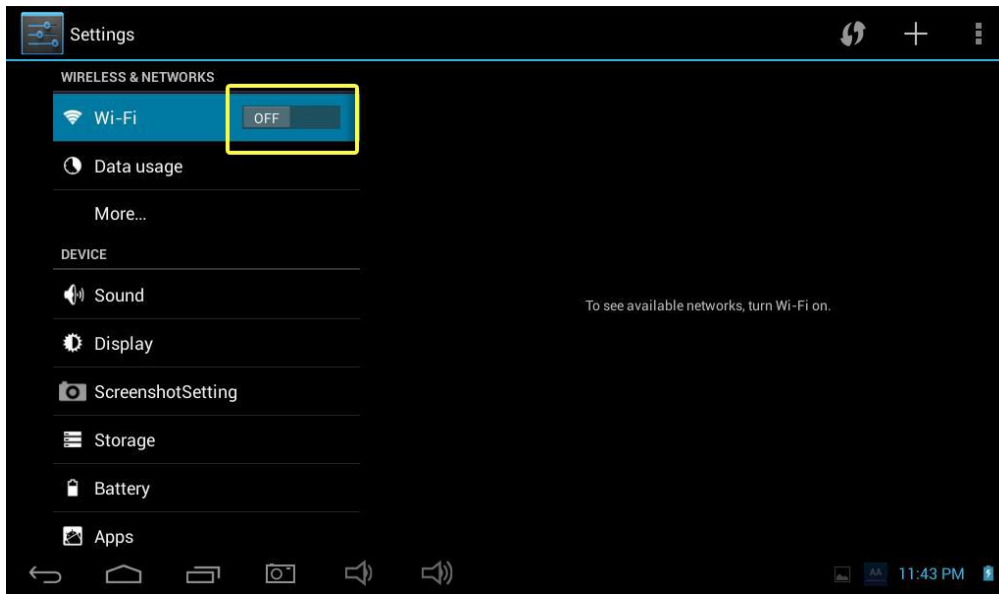 Settings
WIRELESS & NETWORKS
Wi-Fi
OFF
Data usage
More...
DEVICE
Sound
Display
ScreenshotSetting
Storage
Battery
Apps
To see available networks, turn Wi-Fi on.
AA
11:43 PM